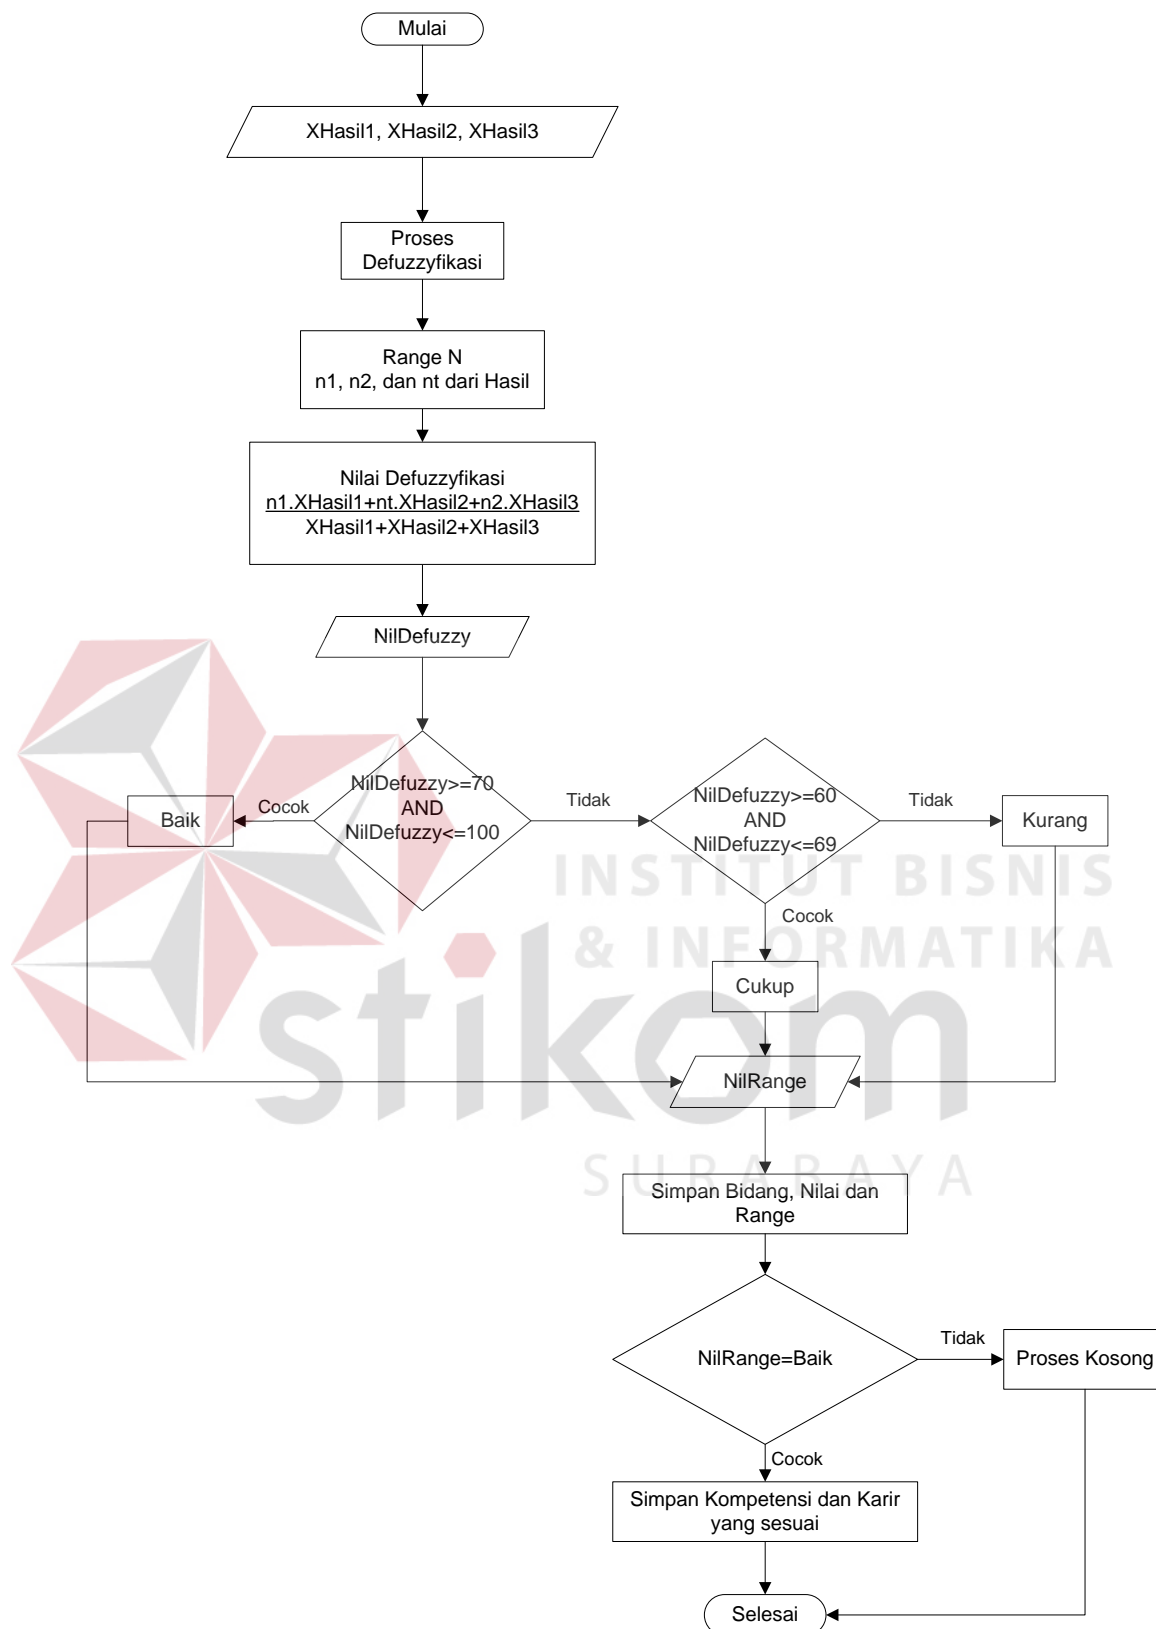 Mulai
XHasil1, XHasil2, XHasil3
Proses
Defuzzyfikasi
Range N
n1, n2, dan nt dari Hasil
Nilai Defuzzyfikasi
n1.XHasil1+nt.XHasil2+n2.XHasil3
XHasil1+XHasil2+XHasil3
NilDefuzzy
NilDefuzzy>=70
AND
NilDefuzzy<=100
Cocok
Baik
Tidak
NilDefuzzy>=60
AND
NilDefuzzy<=69
Tidak
Kurang
Cocok
Cukup
NilRange
Simpan Bidang, Nilai dan
Range
NilRange=Baik
Tidak
Proses Kosong
Cocok
Simpan Kompetensi dan Karir
yang sesuai
Selesai
INSTITUT BISNIS
& INFORMATIKA
stikom
SURABAYA